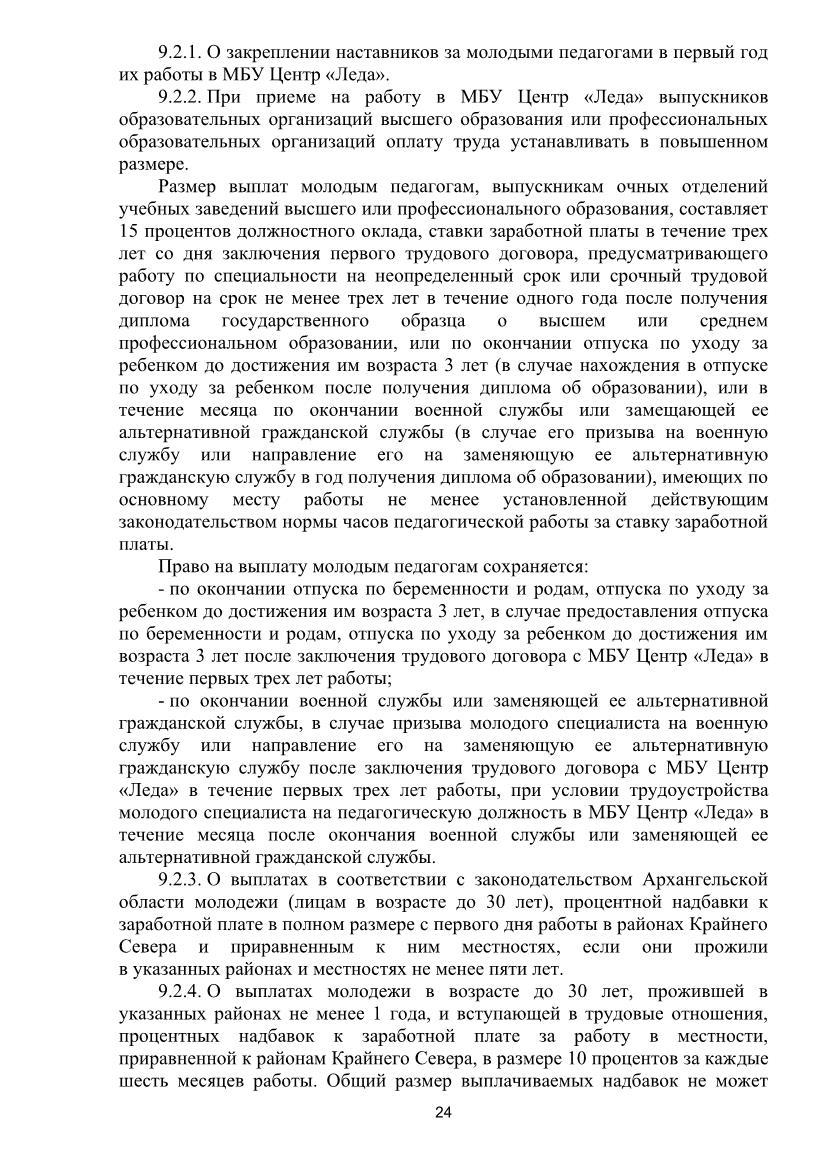 9.2.1. О закреплении наставников за молодыми педагогами в первый год
их работы в МБУ Центр «Леда».
9.2.2. При приеме на работу в МБУ Центр «Леда» выпускников
образовательных организаций высшего образования или профессиональных
образовательных организаций оплату труда устанавливать в повышенном
размере.
Размер выплат молодым педагогам, выпускникам очных отделений
учебных заведений высшего или профессионального образования, составляет
15 процентов должностного оклада, ставки заработной платы в течение трех
лет со дня заключения первого трудового договора, предусматривающего
работу по специальности на неопределенный срок или срочный трудовой
договор на срок не менее трех лет в течение одного года после получения
диплома государственного образца о высшем или среднем
профессиональном образовании, или по окончании отпуска по уходу за
ребенком до достижения им возраста 3 лет (в случае нахождения в отпуске
по уходу за ребенком после получения диплома об образовании), или в
течение месяца по окончании военной службы или замещающей ее
альтернативной гражданской службы (в случае его призыва на военную
службу или направление его на заменяющую ее альтернативную
гражданскую службу в год получения диплома об образовании), имеющих по
основному месту работы не менее установленной действующим
законодательством нормы часов педагогической работы за ставку заработной
платы.
Право на выплату молодым педагогам сохраняется:
- по окончании отпуска по беременности и родам, отпуска по уходу за
ребенком до достижения им возраста 3 лет, в случае предоставления отпуска
по беременности и родам, отпуска по уходу за ребенком до достижения им
возраста 3 лет после заключения трудового договора с МБУ Центр «Леда» в
течение первых трех лет работы;
- по окончании военной службы или заменяющей ее альтернативной
гражданской службы, в случае призыва молодого специалиста на военную
службу или направление его на заменяющую ее альтернативную
гражданскую службу после заключения трудового договора с МБУ Центр
«Леда» в течение первых трех лет работы, при условии трудоустройства
молодого специалиста на педагогическую должность в МБУ Центр «Леда» в
течение месяца после окончания военной службы или заменяющей ее
альтернативной гражданской службы.
9.2.3. О выплатах в соответствии с законодательством Архангельской
области молодежи (лицам в возрасте до 30 лет), процентной надбавки к
заработной плате в полном размере с первого дня работы в районах Крайнего
Севера и приравненным к ним местностях, если они прожили
в указанных районах и местностях не менее пяти лет.
9.2.4. О выплатах молодежи в возрасте до 30 лет, прожившей в
указанных районах не менее 1 года, и вступающей в трудовые отношения,
процентных надбавок к заработной плате за работу в местности,
приравненной к районам Крайнего Севера, в размере 10 процентов за каждые
шесть месяцев работы. Общий размер выплачиваемых надбавок не может
24